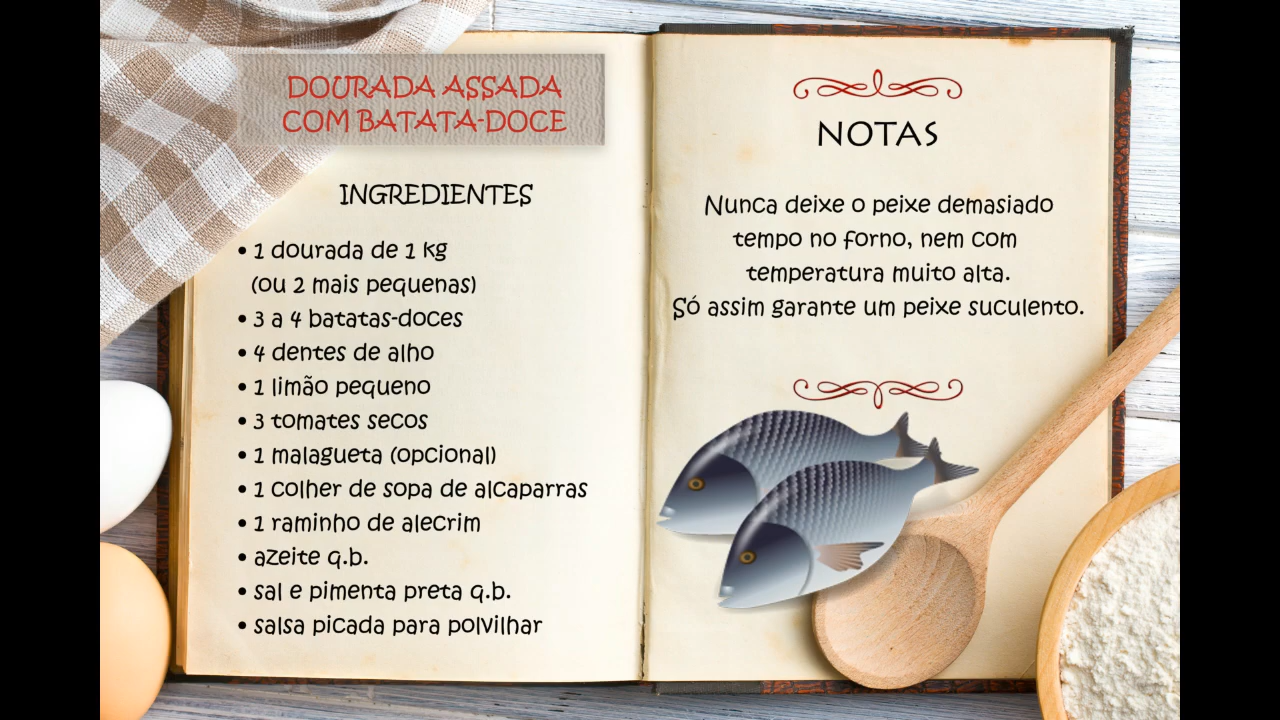 DOURADA ASSADA
COM BATATA-DOCE
INGREDIENTES
• 1 dourada de 1 kg
(ou 2 mais pequenas)
• 3 a 4 batatas-doces
• 4 dentes de alho
• 1 limão pequeno
• 3 tomates secos
• 1 malagueta (opcional)
• 1 colher de sopa de alcaparras
• 1 raminho de alecrim
• azeite q.b.
• sal e pimenta preta q.b.
• salsa picada para polvilhar
NOTAS
Nunca deixe o peixe demasiado
tempo no forno, nem com
temperatura muito alta.
Só assim garante um peixe suculento.